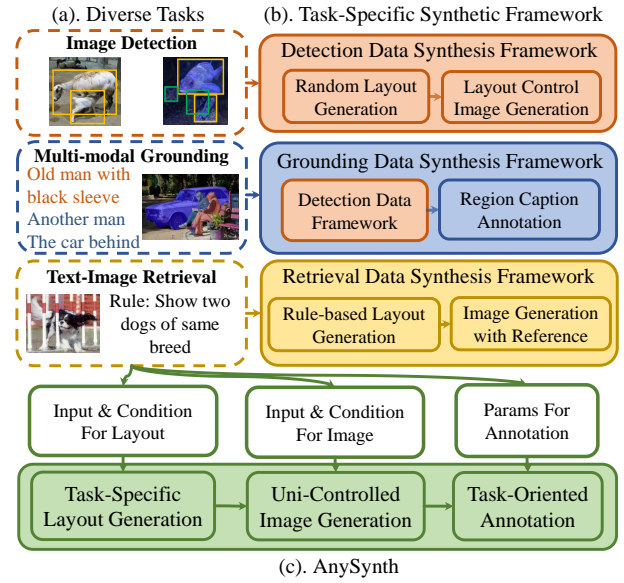 (a). Diverse Tasks
(b). Task-Specific Synthetic Framework
Image Detection
Detection Data Synthesis Framework
Random Layout
Generation
Layout Control
Image Generation
Multi-modal Grounding
Old man with
black sleeve
Another man
The car behind
Grounding Data Synthesis Framework
Detection Data
Framework
Region Caption
Annotation
Text-Image Retrieval
Rule: Show two
dogs of same
breed
Retrieval Data Synthesis Framework
Rule-based Layout
Generation
Image Generation
with Reference
Input & Condition
For Layout
Input & Condition
For Image
Params For
Annotation
Task-Specific
Layout Generation
Uni-Controlled
Image Generation
Task-Oriented
Annotation
(c). AnySynth